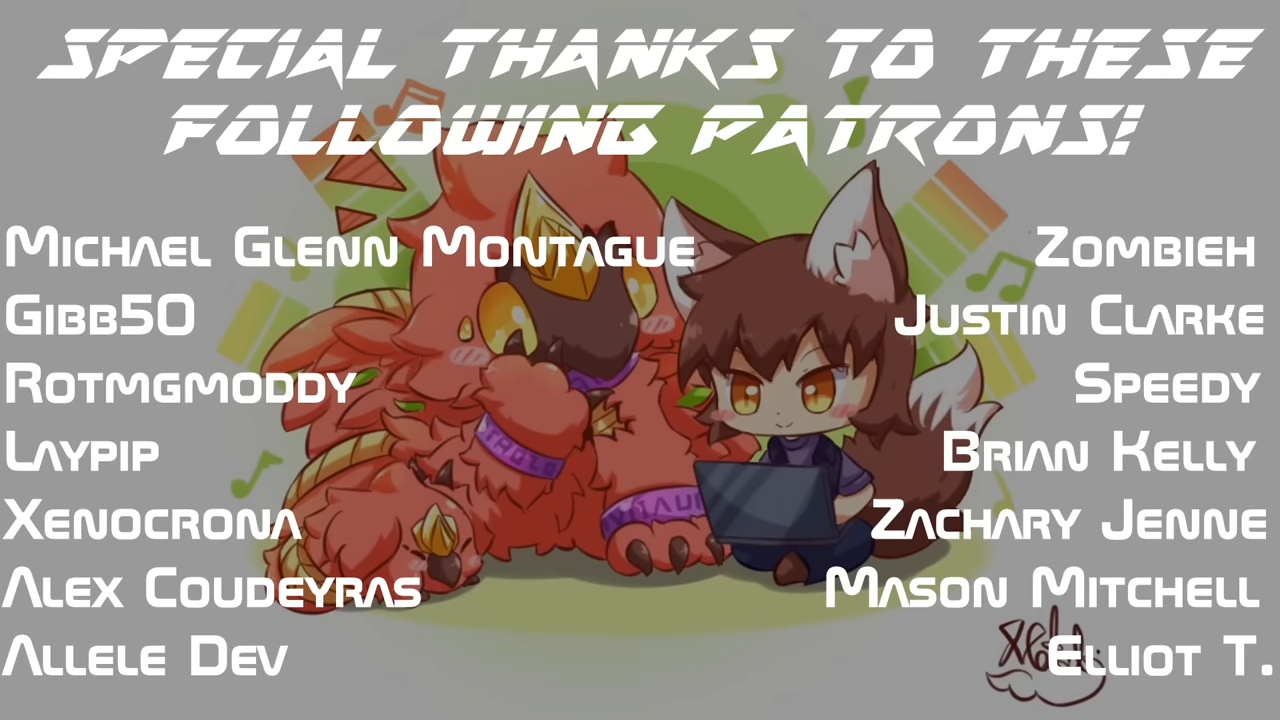 SPECIAL THANKS TO THESE
FOLLOWING PATRONS!
Michael Glenn Montague
Zombieh
Gibb50
Justin Clarke
Rotmgmoddy
Speedy
Laypip
Brian Kelly
Xenocrona
Zachary Jenne
Alex Coudeyras
Mason Mitchell
Allele Dev
Elliot T.